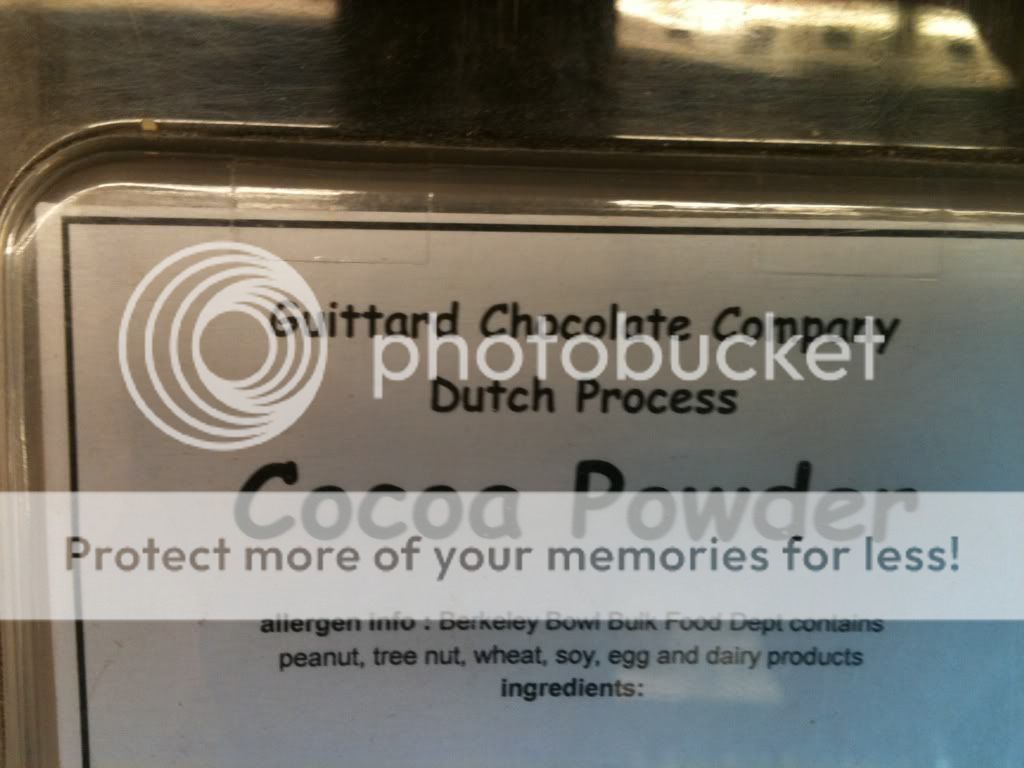 Guittard Chocolate Company
photobucket
Dutch Process
Cocoa Powder
Protect more of your memories for less!
allergen info : Berkeley Bowl Bulk Food Dept contains
peanut, tree nut, wheat, soy, egg and dairy products
ingredients: